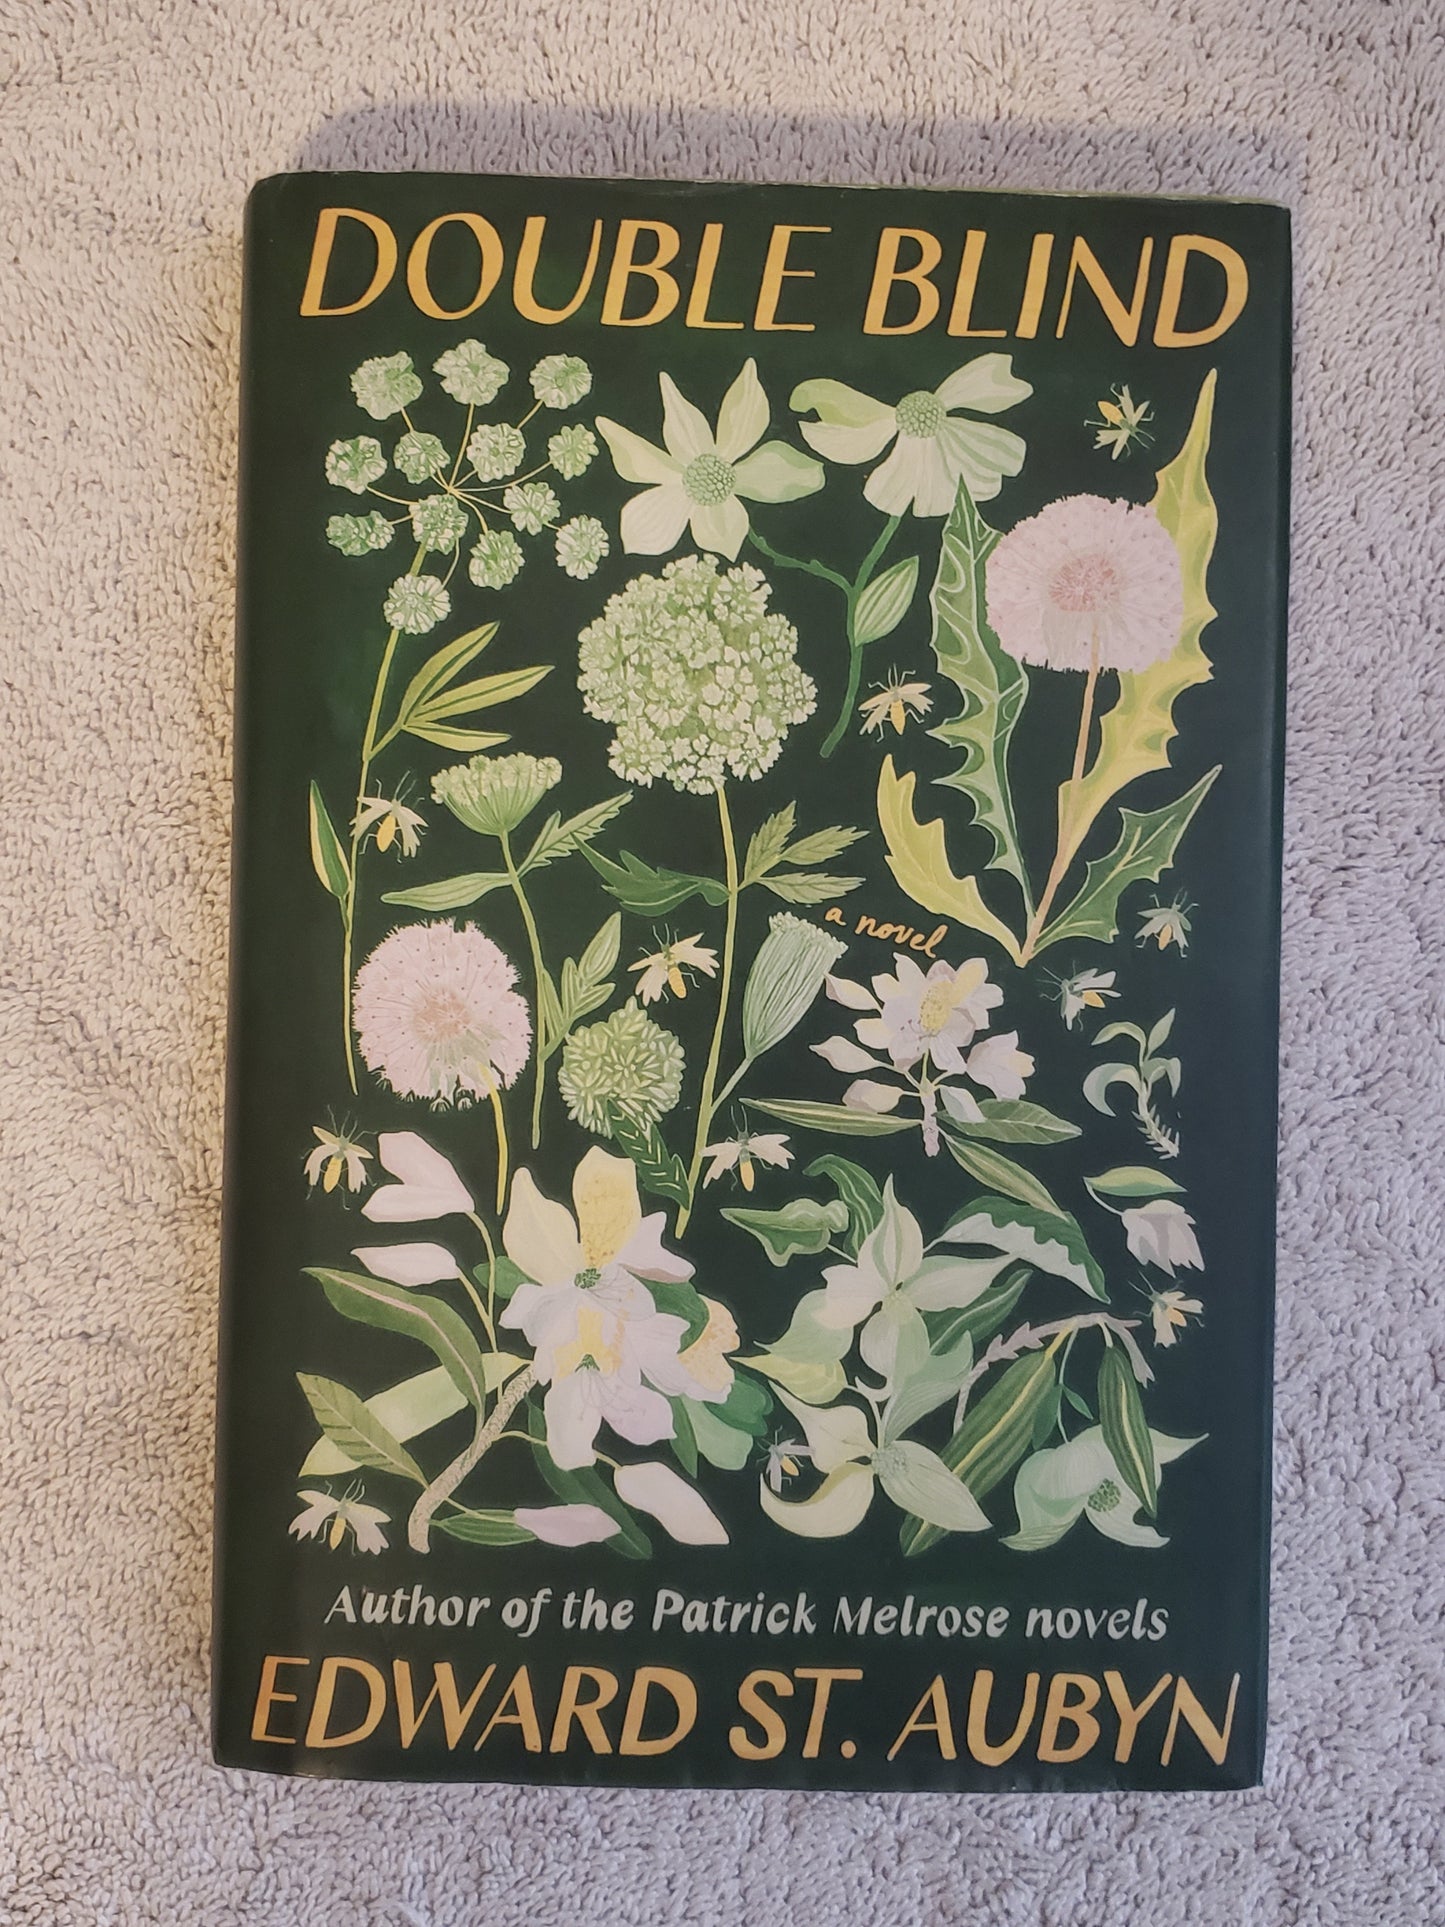 DOUBLE BLIND
a novel
Author of the Patrick Melrose novels
EDWARD ST. AUBYN